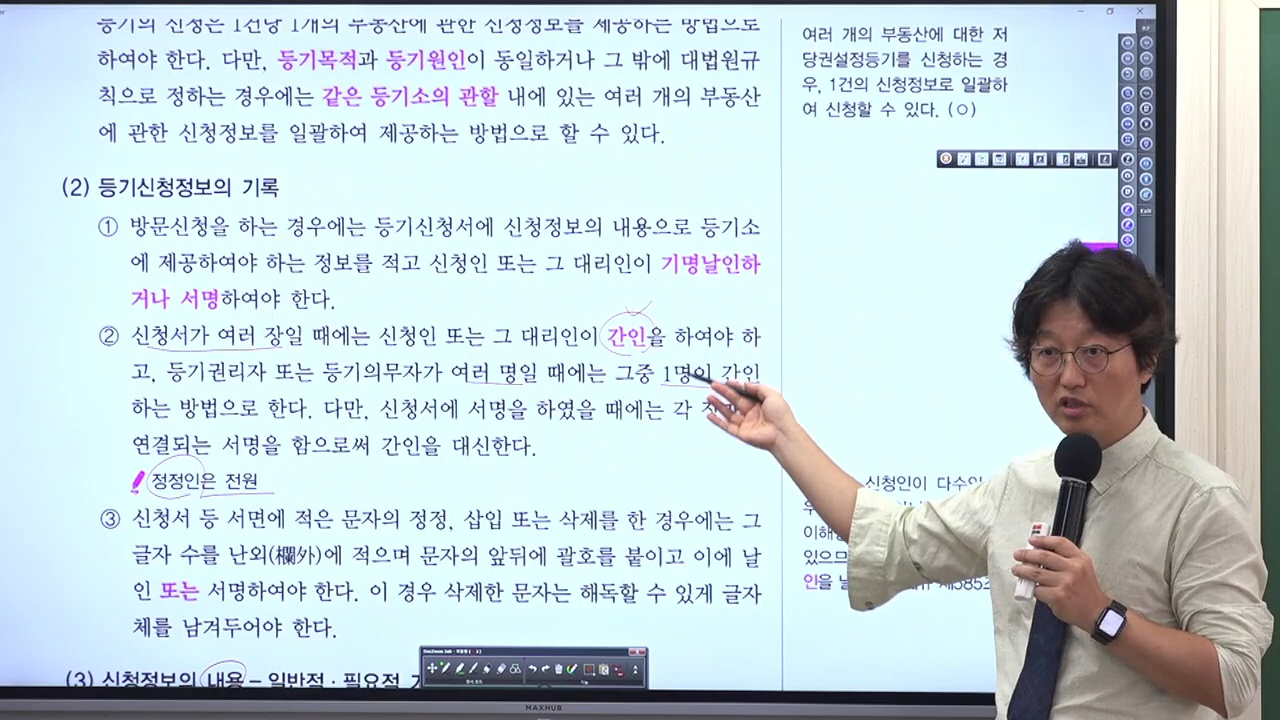 등기의 신청은 1건당 1개의 부동산에 관한 신청정보를 제공하는 방법으로
하여야 한다. 다만, 등기목적과 등기원인이 동일하거나 그 밖에 대법원규
칙으로 정하는 경우에는 같은 등기소의 관할 내에 있는 여러 개의 부동산
에 관한 신청정보를 일괄하여 제공하는 방법으로 할 수 있다.
(2) 등기신청정보의 기록
① 방문신청을 하는 경우에는 등기신청서에 신청정보의 내용으로 등기소
에 제공하여야 하는 정보를 적고 신청인 또는 그 대리인이 기명날인하
거나 서명하여야 한다.
② 신청서가 여러 장일 때에는 신청인 또는 그 대리인이 간인을 하여야 하
고, 등기권리자 또는 등기의무자가 여러 명일 때에는 그중 1명이 간인
하는 방법으로 한다. 다만, 신청서에 서명을 하였을 때에는 각
연결되는 서명을 함으로써 간인을 대신한다.
정정인은 전원
③ 신청서 등 서면에 적은 문자의 정정, 삽입 또는 삭제를 한 경우에는 그
글자 수를 난외(欄外)에 적으며 문자의 앞뒤에 괄호를 붙이고 이에 날
인 또는 서명하여야 한다. 이 경우 삭제한 문자는 해독할 수 있게 글자
체를 남겨두어야 한다.
(3) 신청정보의 내용 - 일반적 · 필요적
여러 개의 부동산에 대한 저
당권설정등기를 신청하는 경
우, 1건의 신청정보로 일괄하
여 신청할 수 있다. (○)
신청인이 다수인
우
이해
있으므
인을 날
Exit
MAXHUB